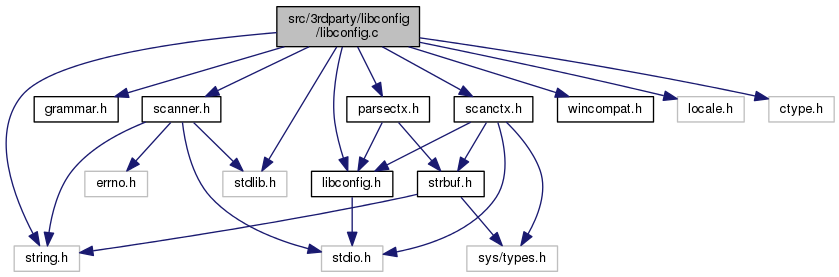 src/3rdparty/libconfig
/libconfig.c
grammar.h
scanner.h
parsectx.h
scanctx.h
wincompat.h
locale.h
ctype.h
errno.h
stdlib.h
libconfig.h
strbuf.h
string.h
stdio.h
sys/types.h